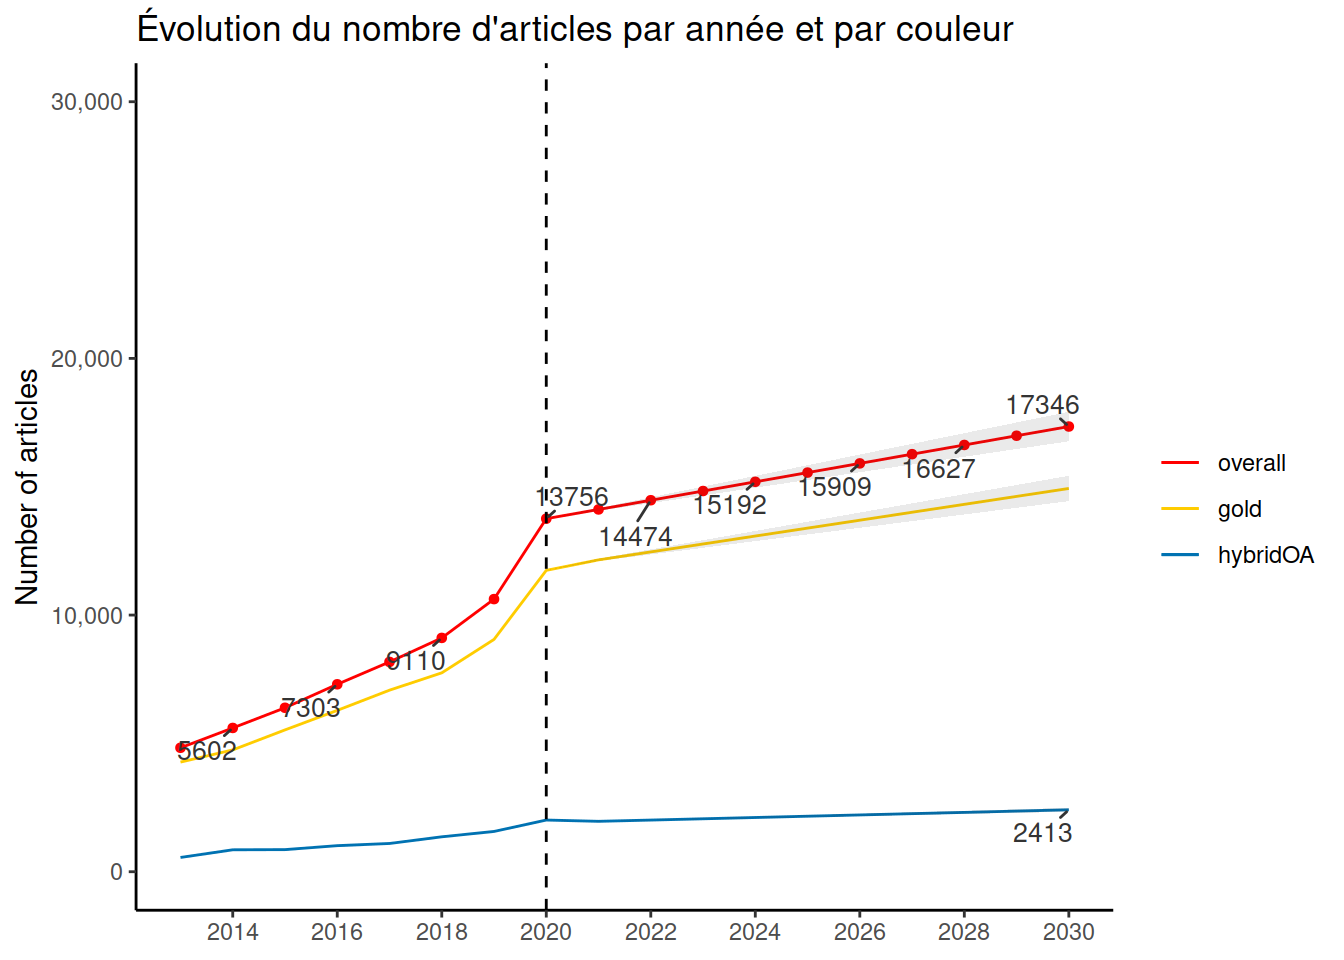 Évolution du nombre d'articles par année et par couleur
Number of articles
30,000
20,000
10,000
0
17346
16627
15909
15192
13756
14474
9110
7303
5602
2413
overall
gold
hybridOA
2014 2016 2018 2020 2022 2024 2026 2028 2030